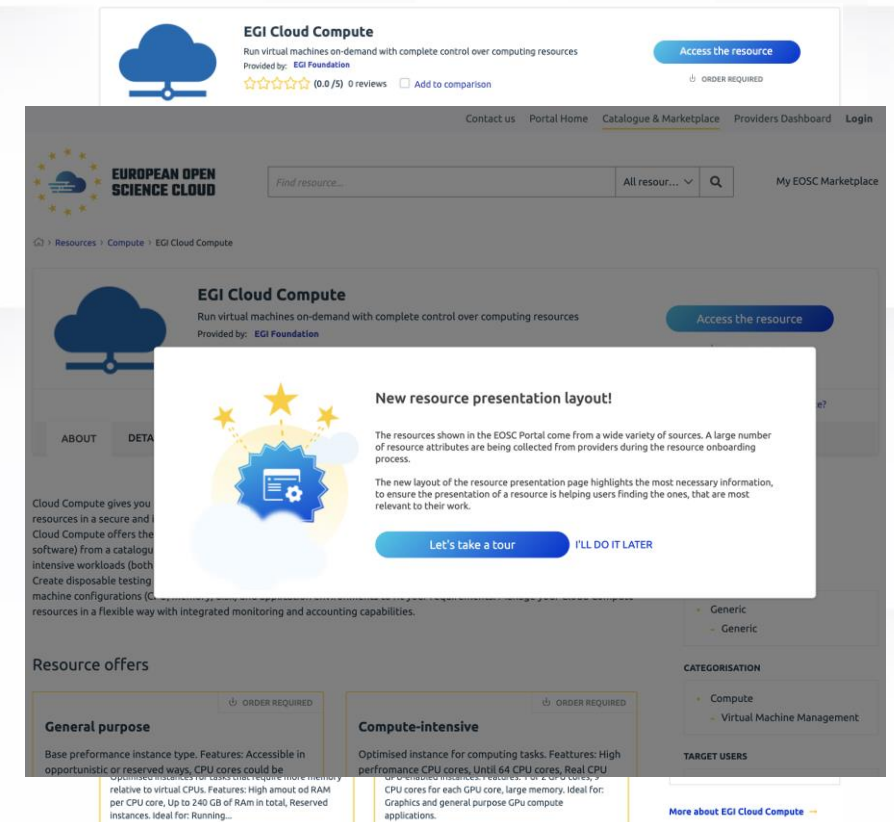 EGI Cloud Compute
Run virtual machines on-demand with complete control over computing resources
Provided by: EGI Foundation
(0.0 /5) 0 reviews Add to comparison
Access the resource
ORDER REQUIRED
Contact us Portal Home Catalogue & Marketplace Providers Dashboard Login
EUROPEAN OPEN
SCIENCE CLOUD
Find resource...
All resour...
My EOSC Marketplace
Resources › Compute › EGI Cloud Compute
EGI Cloud Compute
Run virtual machines on-demand with complete control over computing resources
Provided by: EGI Foundation
Access the resource
ABOUT DETA
New resource presentation layout!
The resources shown in the EOSC Portal come from a wide variety of sources. A large number
of resource attributes are being collected from providers during the resource onboarding
process.
The new layout of the resource presentation page highlights the most necessary information,
to ensure the presentation of a resource is helping users finding the ones, that are most
relevant to their work.
Let's take a tour I'LL DO IT LATER
Cloud Compute gives you
resources in a secure and
Cloud Compute offers the
software) from a catalogu
intensive workloads (both
Create disposable testing
machine configurations
resources in a flexible way with integrated monitoring and accounting capabilities.
Generic
Generic
CATEGORISATION
Compute
Virtual Machine Management
TARGET USERS
Resource offers
ORDER REQUIRED
General purpose
Base preformance instance type. Features: Accessible in
opportunistic or reserved ways, CPU cores could be
ORDER REQUIRED
Compute-intensive
Optimised instance for computing tasks. Feattures: High
perfromance CPU cores, Until 64 CPU cores, Real CPU
relative to virtual CPUs. Features: High amout od RAM
per CPU core, Up to 240 GB of RAm in total, Reserved
instances. Ideal for: Running...
CPU cores for each GPU core, large memory. Ideal for:
Graphics and general purpose GPu compute
applications.
More about EGI Cloud Compute →